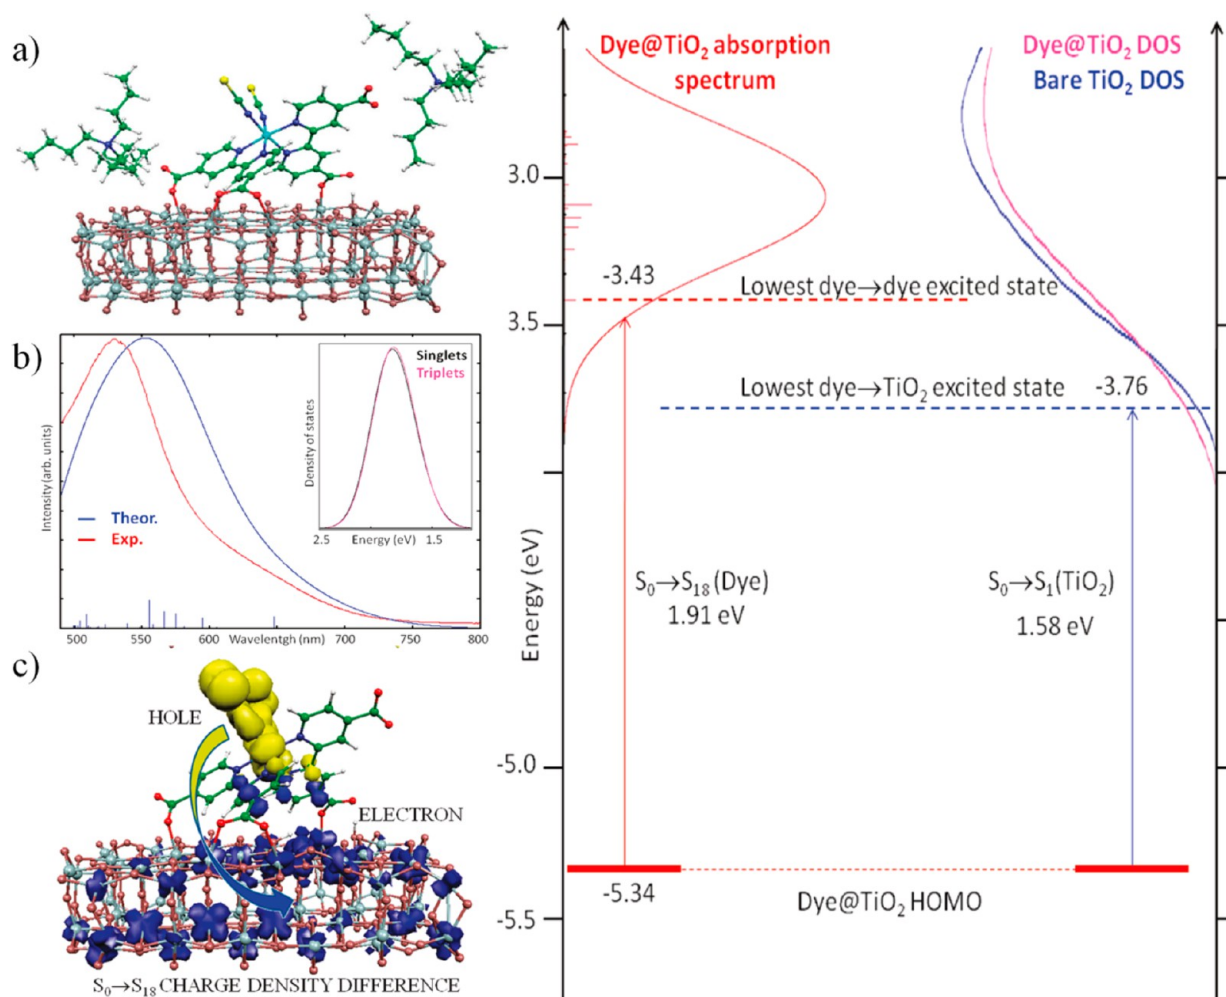 a)
b)
Intensity (arb. units)
Theor.
Exp.
500 550 600 650 700 750 800
Wavelentgh (nm)
Singlets
Triplets
Density of states
2.5 Energy (eV) 1.5
c)
HOLE
ELECTRON
S₀→S₁₈ CHARGE DENSITY DIFFERENCE
Dye@TiO₂ absorption
spectrum
Dye@TiO₂ DOS
Bare TiO₂ DOS
3.0
-3.43
Lowest dye→dye excited state
3.5
Lowest dye→TiO₂ excited state
-3.76
Energy (eV)
S₀→S₁₈(Dye)
1.91 eV
S₀→S₁(TiO₂)
1.58 eV
-5.0
-5.34
Dye@TiO₂ HOMO
-5.5